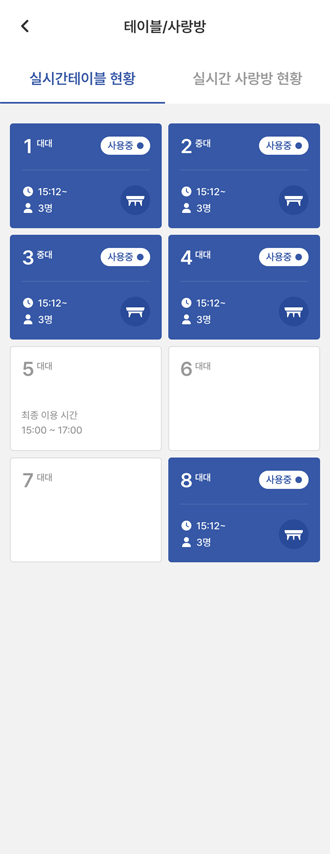 테이블/사랑방
실시간테이블 현황
실시간 사랑방 현황
1 대대 사용중
15:12~
3명
2 중대 사용중
15:12~
3명
3 중대 사용중
15:12~
3명
4 대대 사용중
15:12~
3명
5 대대
최종 이용 시간
15:00 ~ 17:00
6 대대
7 대대
8 대대 사용중
15:12~
3명